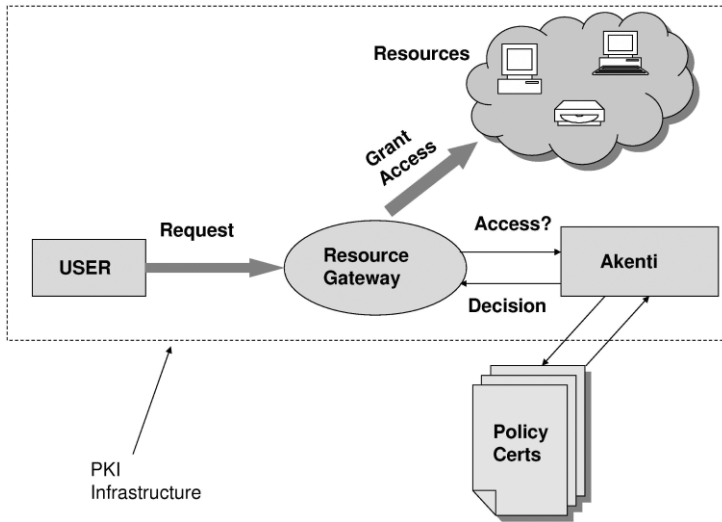 Resources
Grant
Access
Request
Access?
USER
Resource
Gateway
Akenti
Decision
Policy
Certs
PKI
Infrastructure